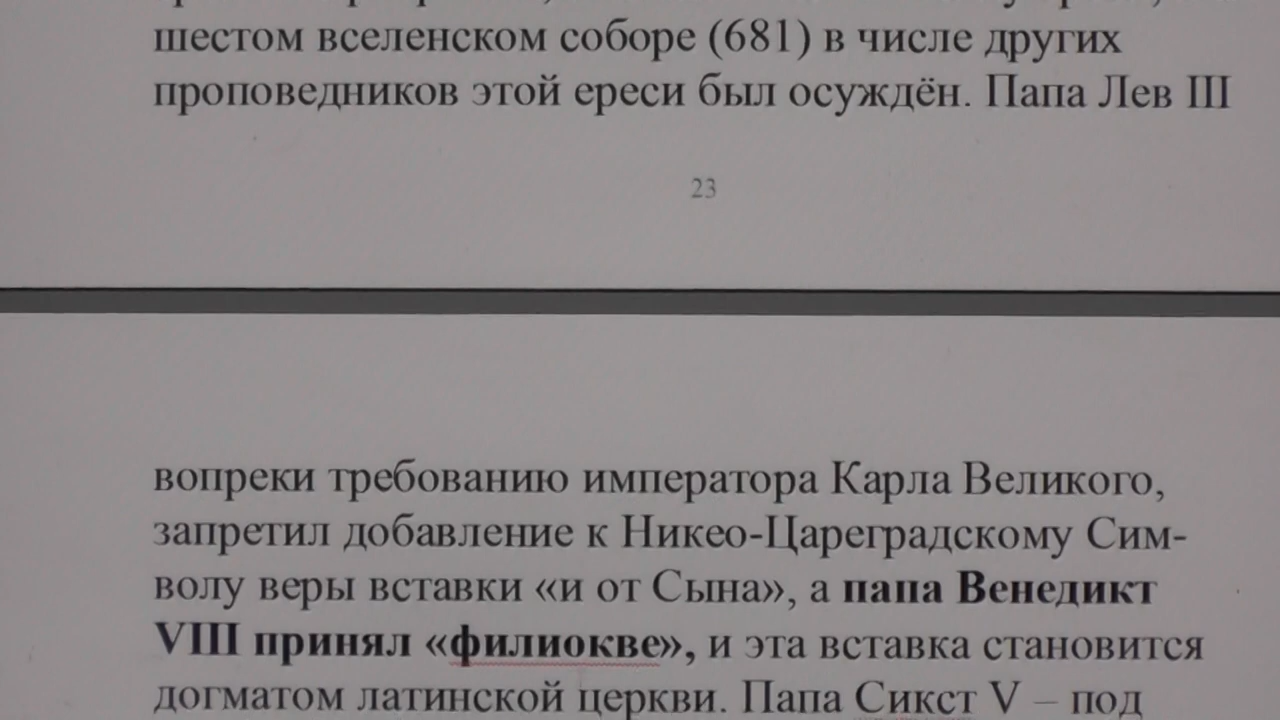 шестом вселенском соборе (681) в числе других
проповедников этой ереси был осуждён. Папа Лев III
23
вопреки требованию императора Карла Великого,
запретил добавление к Никео-Цареградскому Сим-
волу веры вставки «и от Сына», а папа Венедикт
VIII принял «филиокве», и эта вставка становится
догматом латинской церкви. Папа Сикст V – под